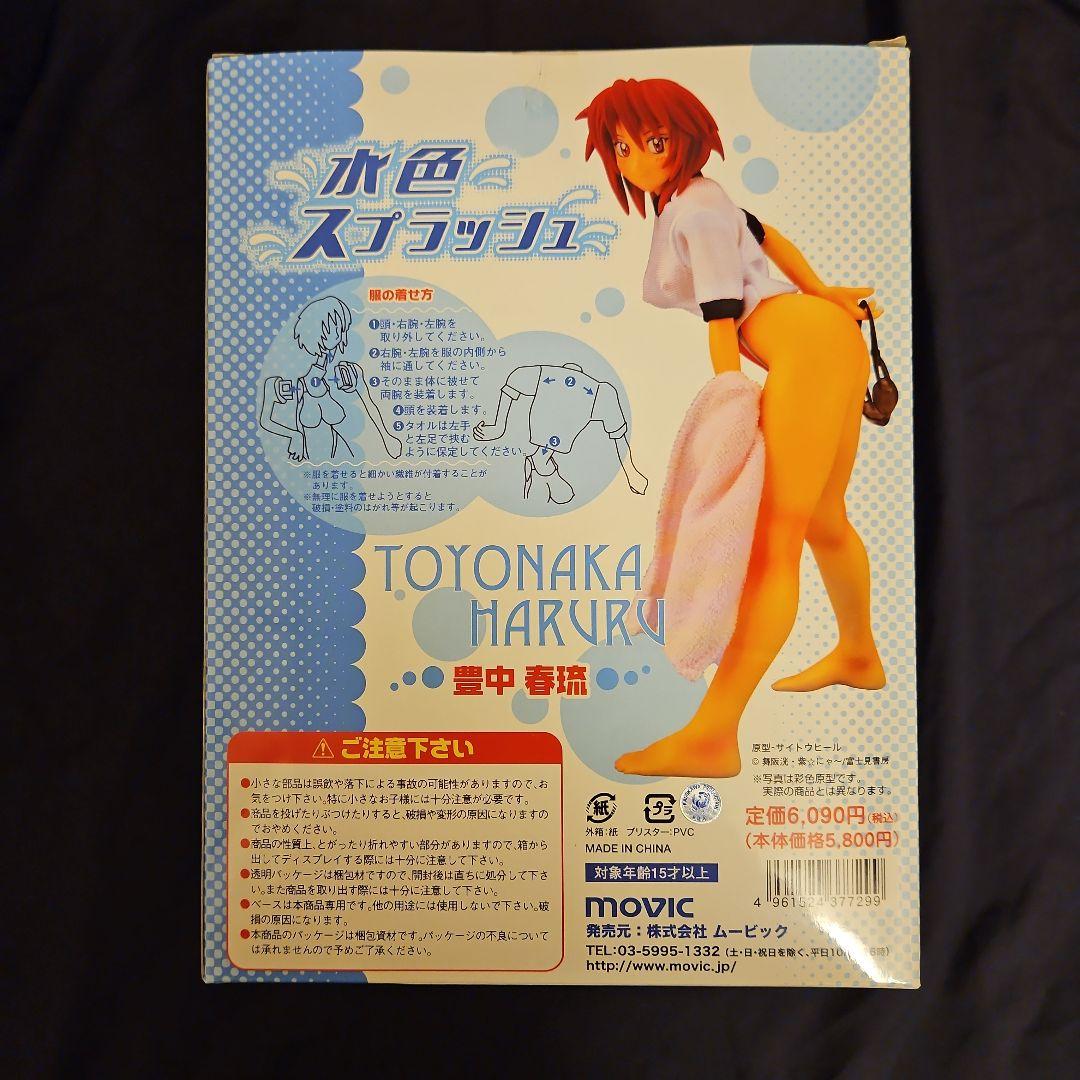 水色
スプラッシュ
服の着せ方
①頭・右腕・左腕を
取り外してください。
②右腕・左腕を服の内側から
袖に通してください。
③そのまま体に被せて
両腕を装着します。
④頭を装着します。
⑤タオルは左手
と左足で挟む
ように保定してください。
※服を着せると細かい繊維が付着することが
あります。
※無理に服を着せようとすると
破損・塗料のはがれ等が起こります。
1
2
3
TOYONAKA
HARURU
豊中 春琉
ご注意下さい
●小さな部品は誤飲や落下による事故の可能性がありますので、お
気をつけ下さい。特に小さなお子様には十分注意が必要です。
●商品を投げたりぶつけたりすると、破損や変形の原因になりますの
でおやめください。
●商品の性質上、とがったり折れやすい部分がありますので、箱から
出してディスプレイする際には十分に注意して下さい。
●透明パッケージは梱包材ですので、開封後は直ちに処分して下さ
い。また商品を取り出す際には十分に注意して下さい。
●ベースは本商品専用です。他の用途には使用しないで下さい。破
損の原因になります。
●本商品のパッケージは梱包資材です。パッケージの不良について
は承れませんので予めご了承ください。
原型-サイトウヒール
© 舞阪洸・紫☆にゃ〜/富士見書房
※写真は彩色原型です。
実際の商品とは異なります。
紙
プラ
外箱:紙 ブリスター:PVC
MADE IN CHINA
定価6,090円(税込)
(本体価格5,800円)
対象年齢15才以上
4 961524 377299
movic
発売元:株式会社 ムービック
TEL:03-5995-1332 (土・日・祝日を除く、平日10
http://www.movic.jp/